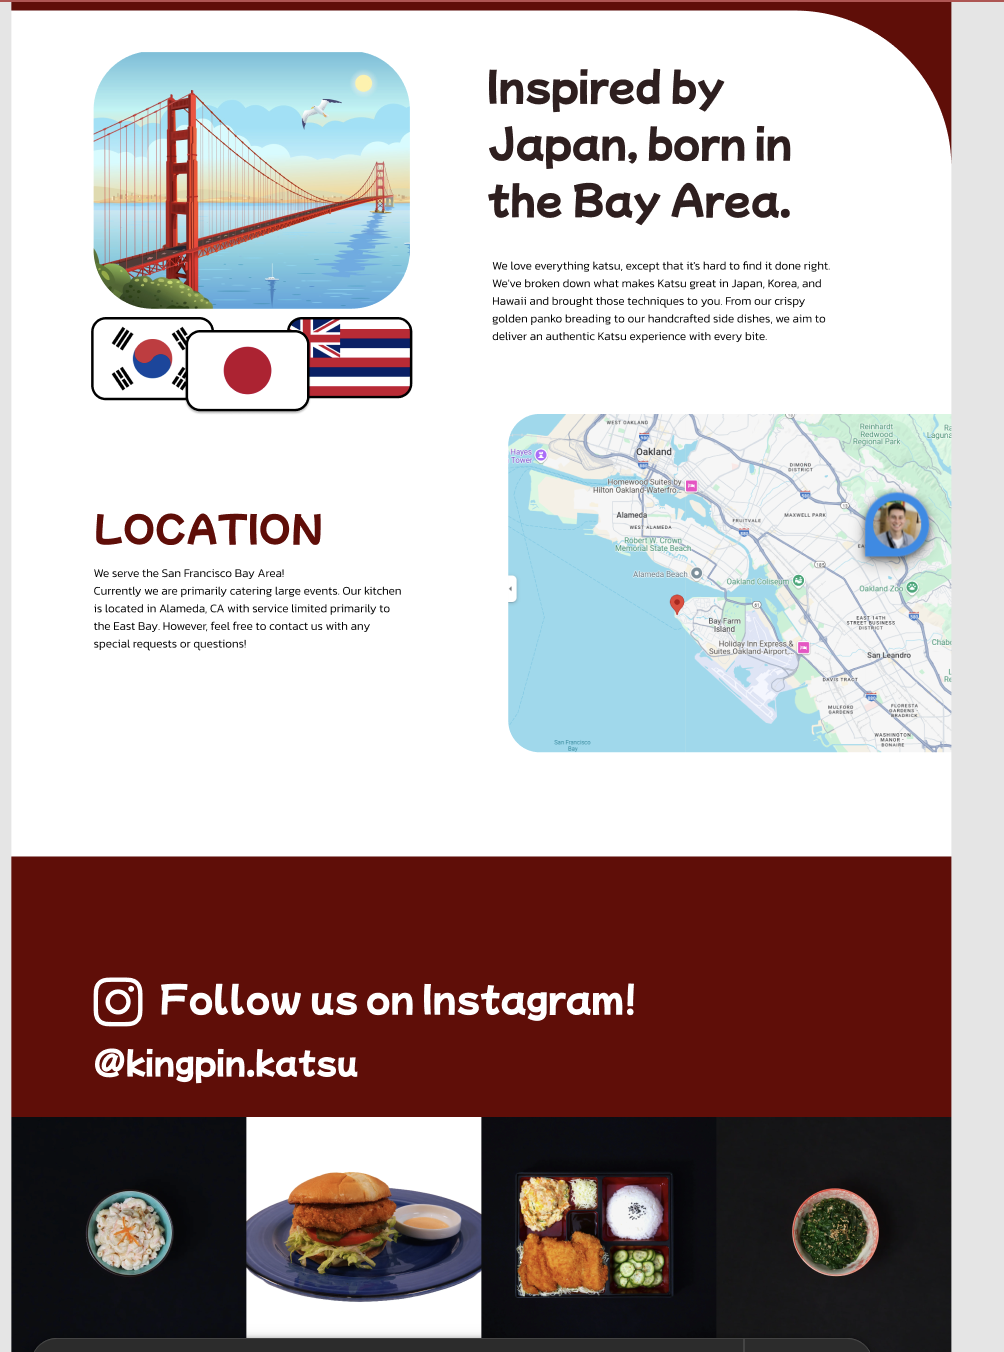 Inspired by
Japan, born in
the Bay Area.
We love everything katsu, except that it's hard to find it done right.
We've broken down what makes Katsu great in Japan, Korea, and
Hawaii and brought those techniques to you. From our crispy
golden panko breading to our handcrafted side dishes, we aim to
deliver an authentic Katsu experience with every bite.
LOCATION
We serve the San Francisco Bay Area!
Currently we are primarily catering large events. Our kitchen
is located in Alameda, CA with service limited primarily to
the East Bay. However, feel free to contact us with any
special requests or questions!
WEST OAKLAND
Reinhardt
Redwood
Regional Park
Laguna
Oakland
Hayes
Tower
DIMOND
DISTRICT
Homewood Suites by
Hilton Oakland-Waterfro...
Alameda
WEST ALAMEDA
FRUITVALE
MAXWELL PARK
Robert W. Crown
Memorial State Beach
Alameda Beach
Oakland Coliseum
185
Oakland Zoo
61
Bay Farm
Island
EAST 14TH
STREET BUSINESS
DISTRICT
Holiday Inn Express &
Suites Oakland-Airport,...
San Leandro
Chabo
DAVIS TRACT
MULFORD
GARDENS
FLORESTA
GARDENS -
BRADRICK
WASHINGTON
MANOR -
BONAIRE
San Francisco
Bay
Follow us on Instagram!
@kingpin.katsu